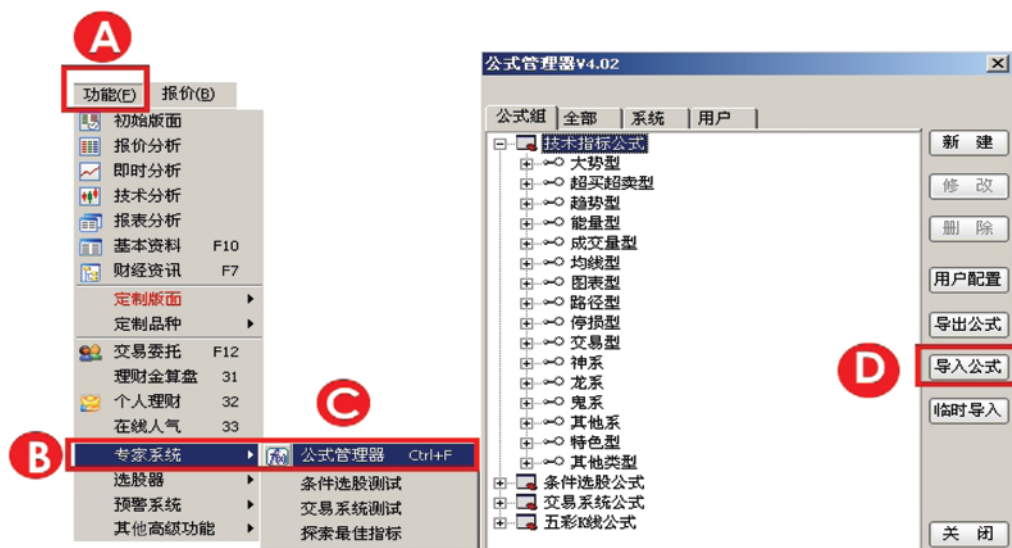 A
功能(F) 报价(B)
初始版面
报价分析
即时分析
技术分析
报表分析
基本资料 F10
财经资讯 F7
定制版面
定制品种
交易委托 F12
理财金算盘 31
个人理财 32
在线人气 33
B
专家系统
选股器
预警系统
其他高级功能
C
f(x) 公式管理器 Ctrl+F
条件选股测试
交易系统测试
探索最佳指标
公式管理器V4.02
公式组 全部 系统 用户
技术指标公式
大势型
超买超卖型
趋势型
能量型
成交量型
均线型
图表型
路径型
停损型
交易型
神系
龙系
鬼系
其他系
特色型
其他类型
条件选股公式
交易系统公式
五彩K线公式
新 建
修 改
删 除
用户配置
导出公式
D
导入公式
临时导入
关 闭